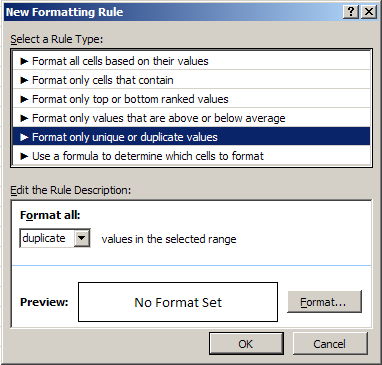 New Formatting Rule
Select a Rule Type:
► Format all cells based on their values
► Format only cells that contain
► Format only top or bottom ranked values
► Format only values that are above or below average
► Format only unique or duplicate values
► Use a formula to determine which cells to format
Edit the Rule Description:
Format all:
duplicate values in the selected range
Preview: No Format Set Format...
OK Cancel